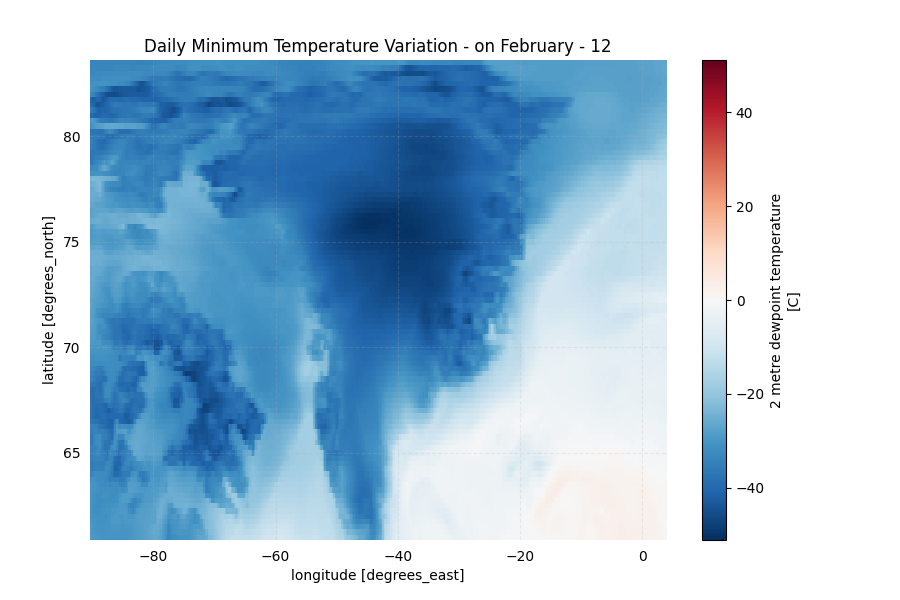 Daily Minimum Temperature Variation - on February - 12
80
75
70
65
latitude [degrees_north]
−80
−60
−40
−20
0
longitude [degrees_east]
40
20
0
−20
−40
2 metre dewpoint temperature
[C]